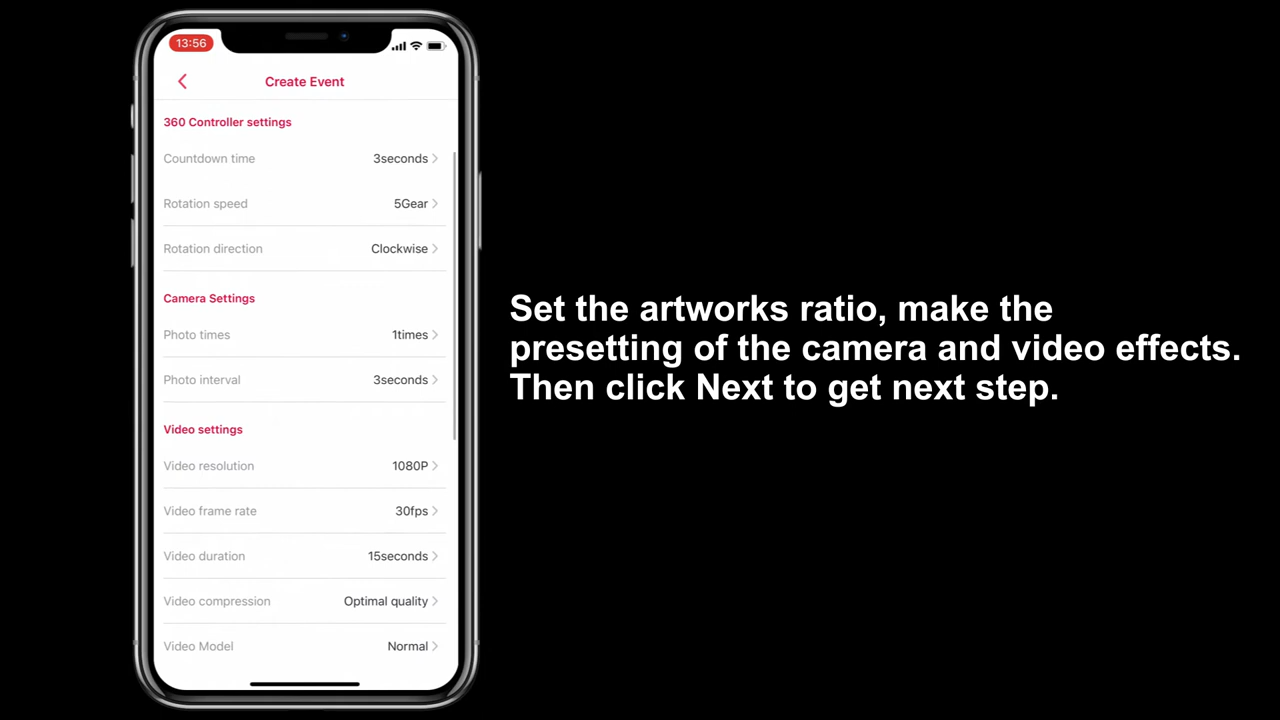 13:56
Create Event
360 Controller settings
Countdown time 3seconds
Rotation speed 5Gear
Rotation direction Clockwise
Camera Settings
Photo times 1times
Photo interval 3seconds
Video settings
Video resolution 1080P
Video frame rate 30fps
Video duration 15seconds
Video compression Optimal quality
Video Model Normal
Set the artworks ratio, make the
presetting of the camera and video effects.
Then click Next to get next step.